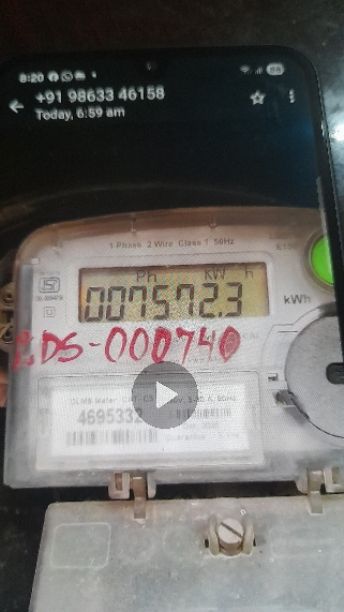 8:20
94
+91 98633 46158
Today, 6:59 am
1-Phase 2 Wire Class 1 50Hz
Ph KW h
007572.3
kWh
DS-000740
4695332